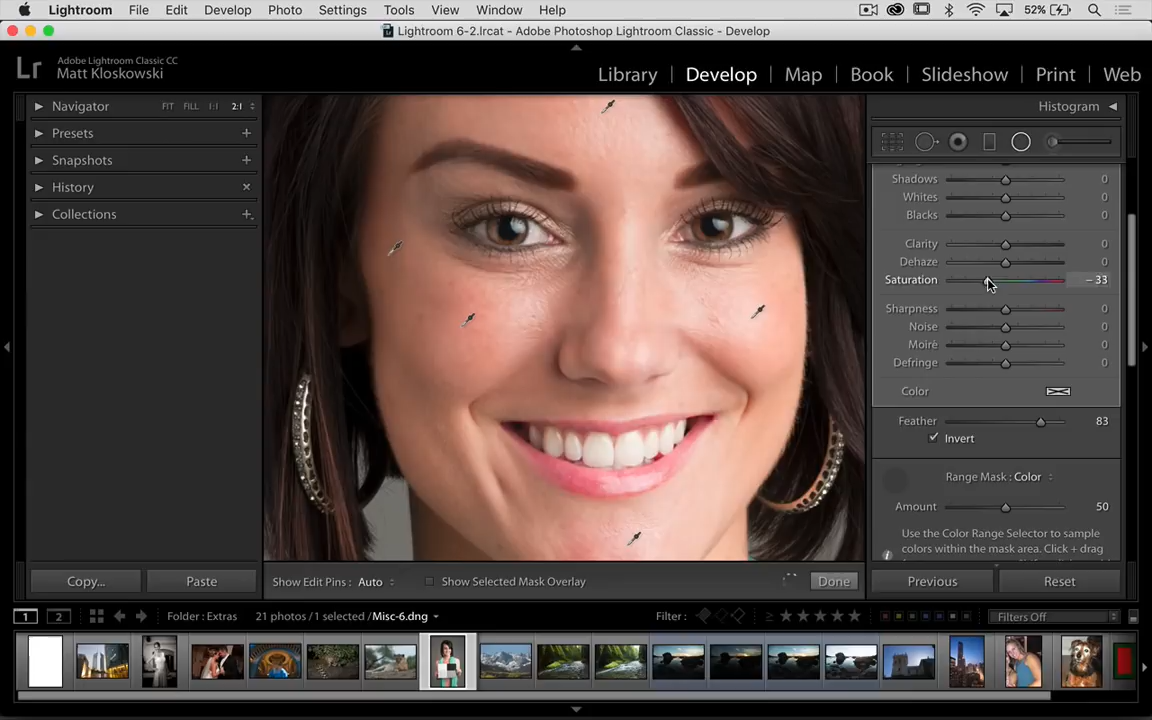 Lightroom File Edit Develop Photo Settings Tools View Window Help 52%
Lightroom 6-2.lrcat - Adobe Photoshop Lightroom Classic - Develop
Lr
Adobe Lightroom Classic CC
Matt Kloskowski
Library Develop Map Book Slideshow Print Web
Navigator FIT FILL 1:1 2:1
Presets
Snapshots
History
Collections
Histogram
Shadows 0
Whites 0
Blacks 0
Clarity 0
Dehaze 0
Saturation – 33
Sharpness 0
Noise 0
Moiré 0
Defringe 0
Color
Feather 83
Invert
Range Mask : Color
Amount 50
Use the Color Range Selector to sample
colors within the mask area. Click + drag
Copy... Paste
Show Edit Pins : Auto Show Selected Mask Overlay Done
Previous Reset
1 2 Folder : Extras 21 photos / 1 selected / Misc-6.dng Filter : Filters Off